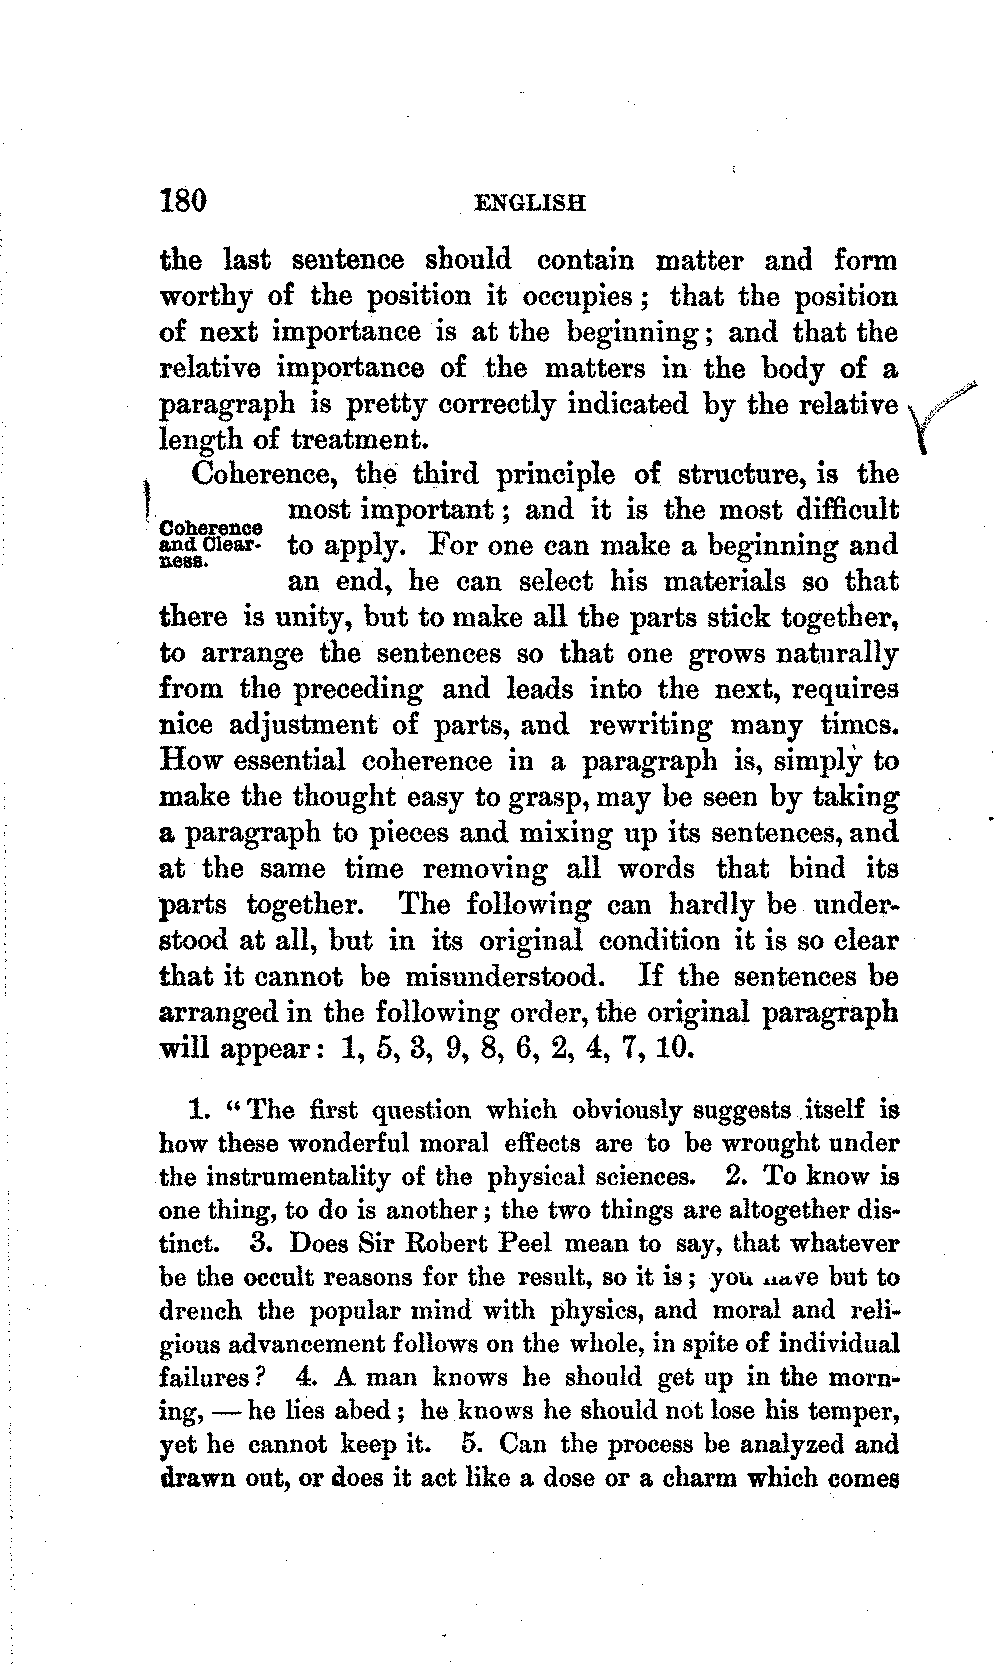 180 ENGLISH
the last sentence should contain matter and form
worthy of the position it occupies; that the position
of next importance is at the beginning; and that the
relative importance of the matters in the body of a
paragraph is pretty correctly indicated by the relative
length of treatment.
Coherence, the third principle of structure, is the
most important; and it is the most difficult
Coherence
and Clear-
ness.
to apply. For one can make a beginning and
an end, he can select his materials so that
there is unity, but to make all the parts stick together,
to arrange the sentences so that one grows naturally
from the preceding and leads into the next, requires
nice adjustment of parts, and rewriting many times.
How essential coherence in a paragraph is, simply to
make the thought easy to grasp, may be seen by taking
a paragraph to pieces and mixing up its sentences, and
at the same time removing all words that bind its
parts together. The following can hardly be under-
stood at all, but in its original condition it is so clear
that it cannot be misunderstood. If the sentences be
arranged in the following order, the original paragraph
will appear: 1, 5, 3, 9, 8, 6, 2, 4, 7, 10.
1. "The first question which obviously suggests itself is
how these wonderful moral effects are to be wrought under
the instrumentality of the physical sciences. 2. To know is
one thing, to do is another; the two things are altogether dis-
tinct. 3. Does Sir Robert Peel mean to say, that whatever
be the occult reasons for the result, so it is; you have but to
drench the popular mind with physics, and moral and reli-
gious advancement follows on the whole, in spite of individual
failures? 4. A man knows he should get up in the morn-
ing, — he lies abed; he knows he should not lose his temper,
yet he cannot keep it. 5. Can the process be analyzed and
drawn out, or does it act like a dose or a charm which comes